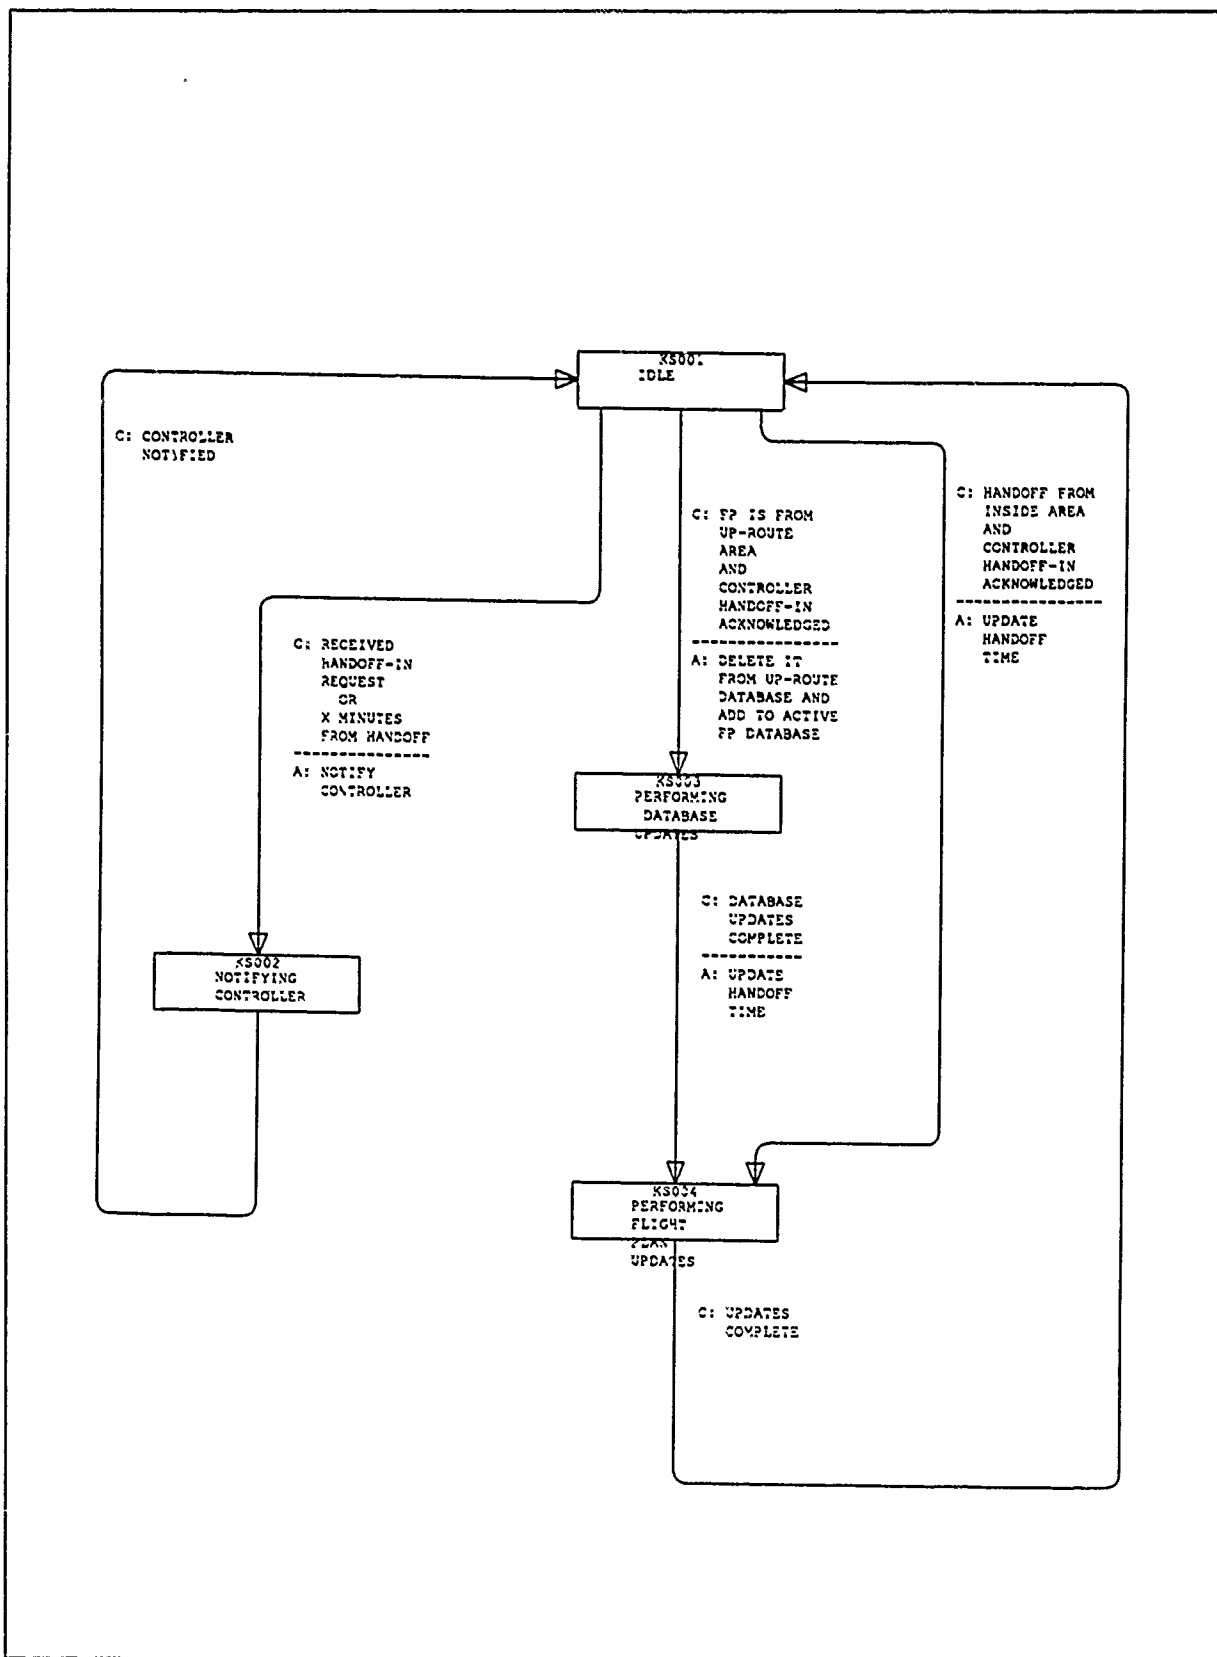 KS001
IDLE
C: CONTROLLER
NOTIFIED
C: HANDOFF FROM
INSIDE AREA
AND
CONTROLLER
HANDOFF-IN
ACKNOWLEDGED
---------------
A: UPDATE
HANDOFF
TIME
C: FP IS FROM
UP-ROUTE
AREA
AND
CONTROLLER
HANDOFF-IN
ACKNOWLEDGED
---------------
A: DELETE IT
FROM UP-ROUTE
DATABASE AND
ADD TO ACTIVE
FP DATABASE
C: RECEIVED
HANDOFF-IN
REQUEST
OR
X MINUTES
FROM HANDOFF
---------------
A: NOTIFY
CONTROLLER
KS003
PERFORMING
DATABASE
UPDATES
C: DATABASE
UPDATES
COMPLETE
-----------
A: UPDATE
HANDOFF
TIME
KS002
NOTIFYING
CONTROLLER
KS004
PERFORMING
FLIGHT
PLAN
UPDATES
C: UPDATES
COMPLETE